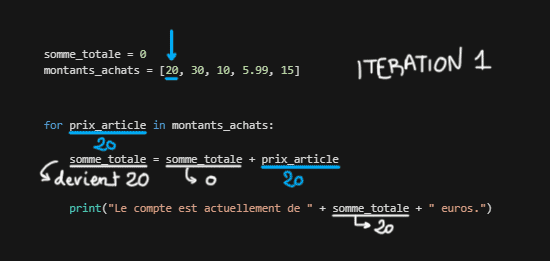 somme_totale = 0
montants_achats = [20, 30, 10, 5.99, 15]
ITERATION 1
for prix_article in montants_achats:
20
somme_totale = somme_totale + prix_article
devient 20
0
20
print("Le compte est actuellement de " + somme_totale + " euros.")
20